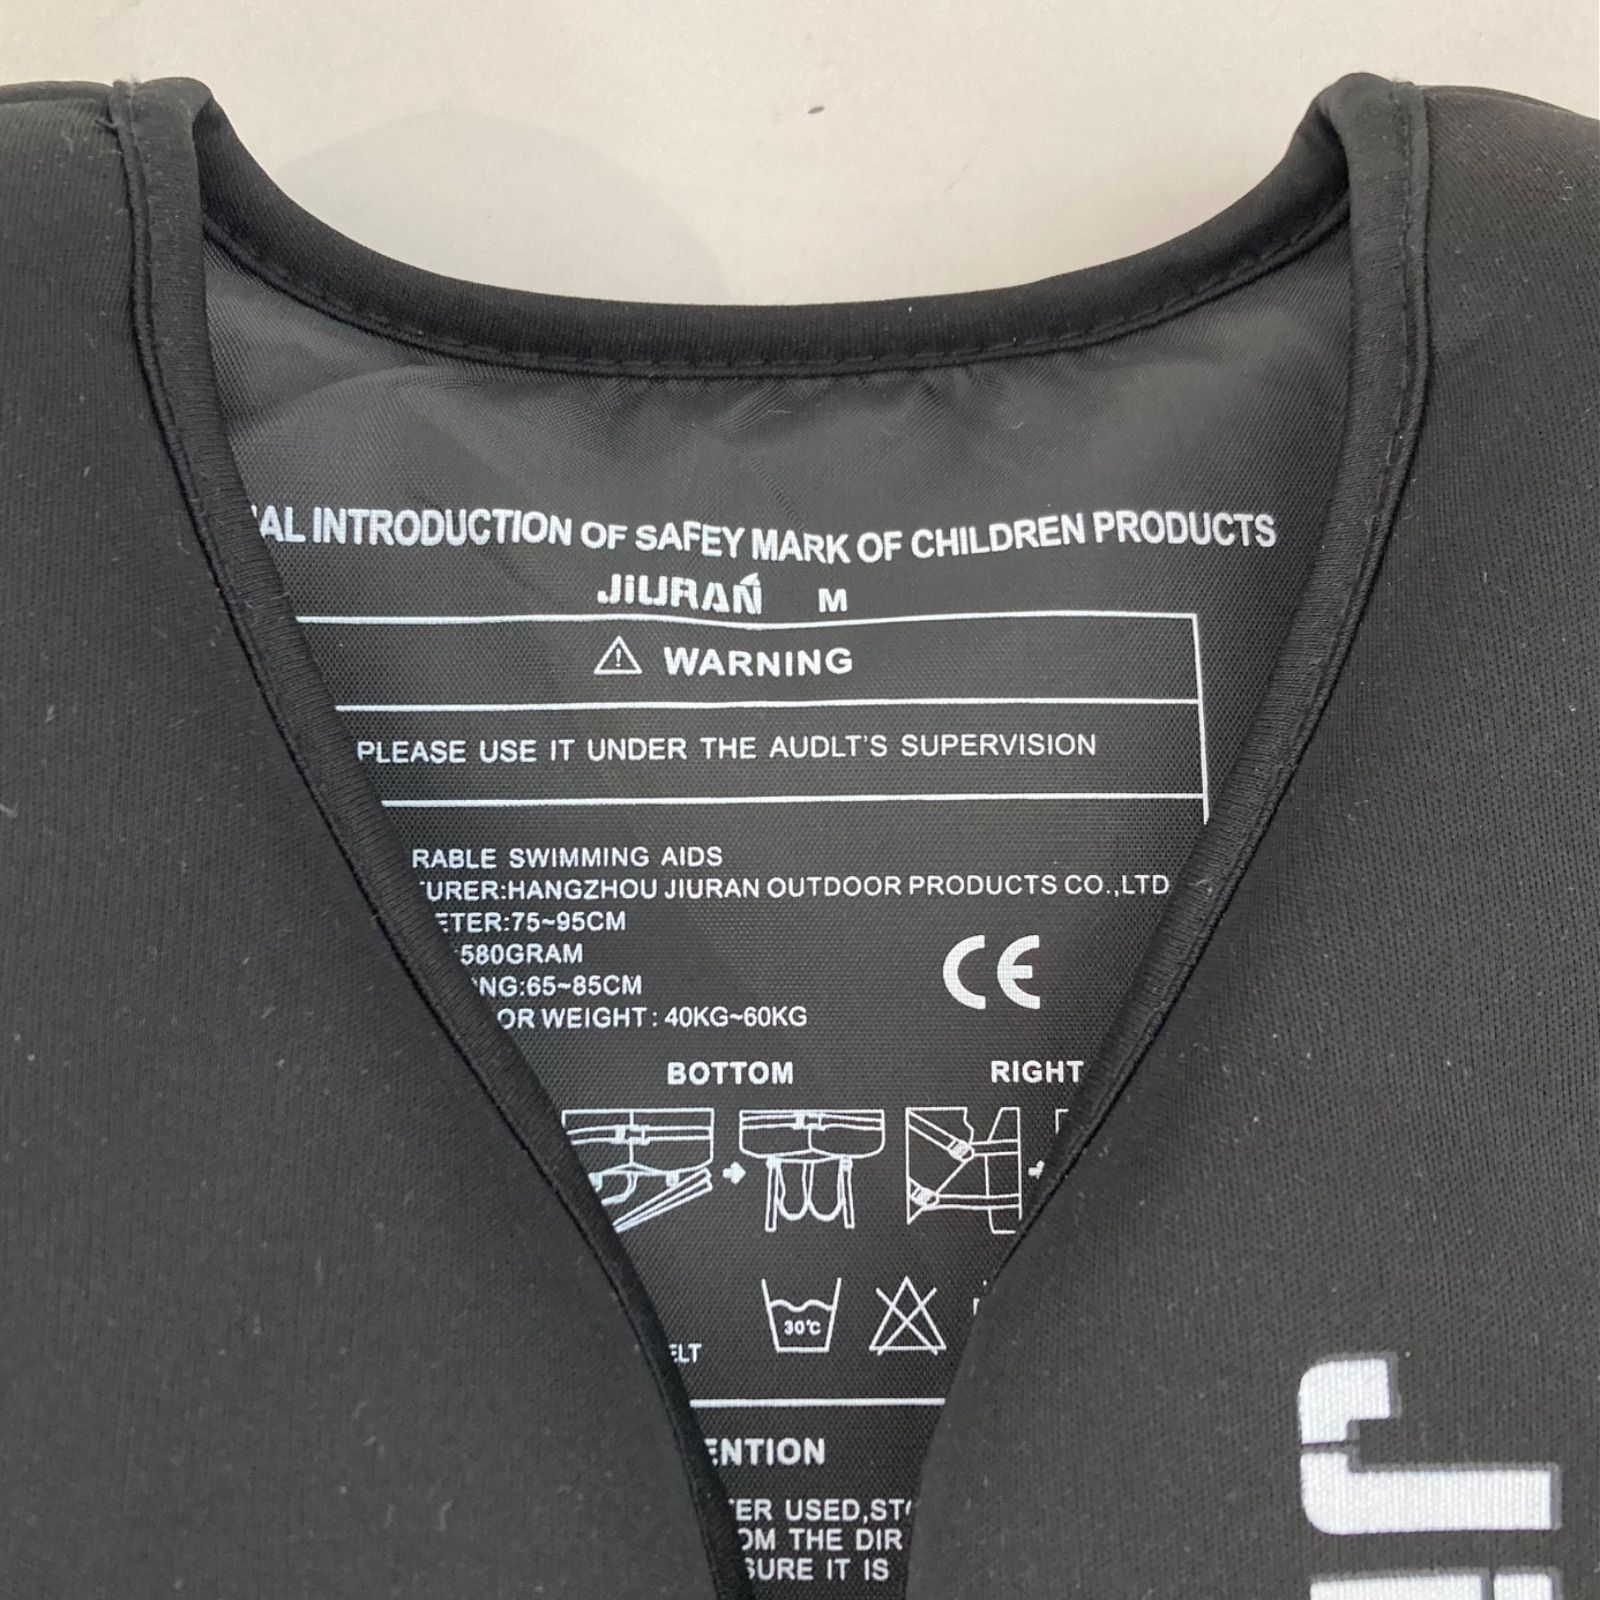 AL INTRODUCTION OF SAFEY MARK OF CHILDREN PRODUCTS
JiURAN M
WARNING
PLEASE USE IT UNDER THE AUDLT'S SUPERVISION
RABLE SWIMMING AIDS
URER:HANGZHOU JIURAN OUTDOOR PRODUCTS CO.,LTD
ETER:75~95CM
:580GRAM
NG:65~85CM
OR WEIGHT: 40KG~60KG
CE
BOTTOM RIGHT
30℃
ELT
ENTION
ER USED,STO
OM THE DIR
SURE IT IS